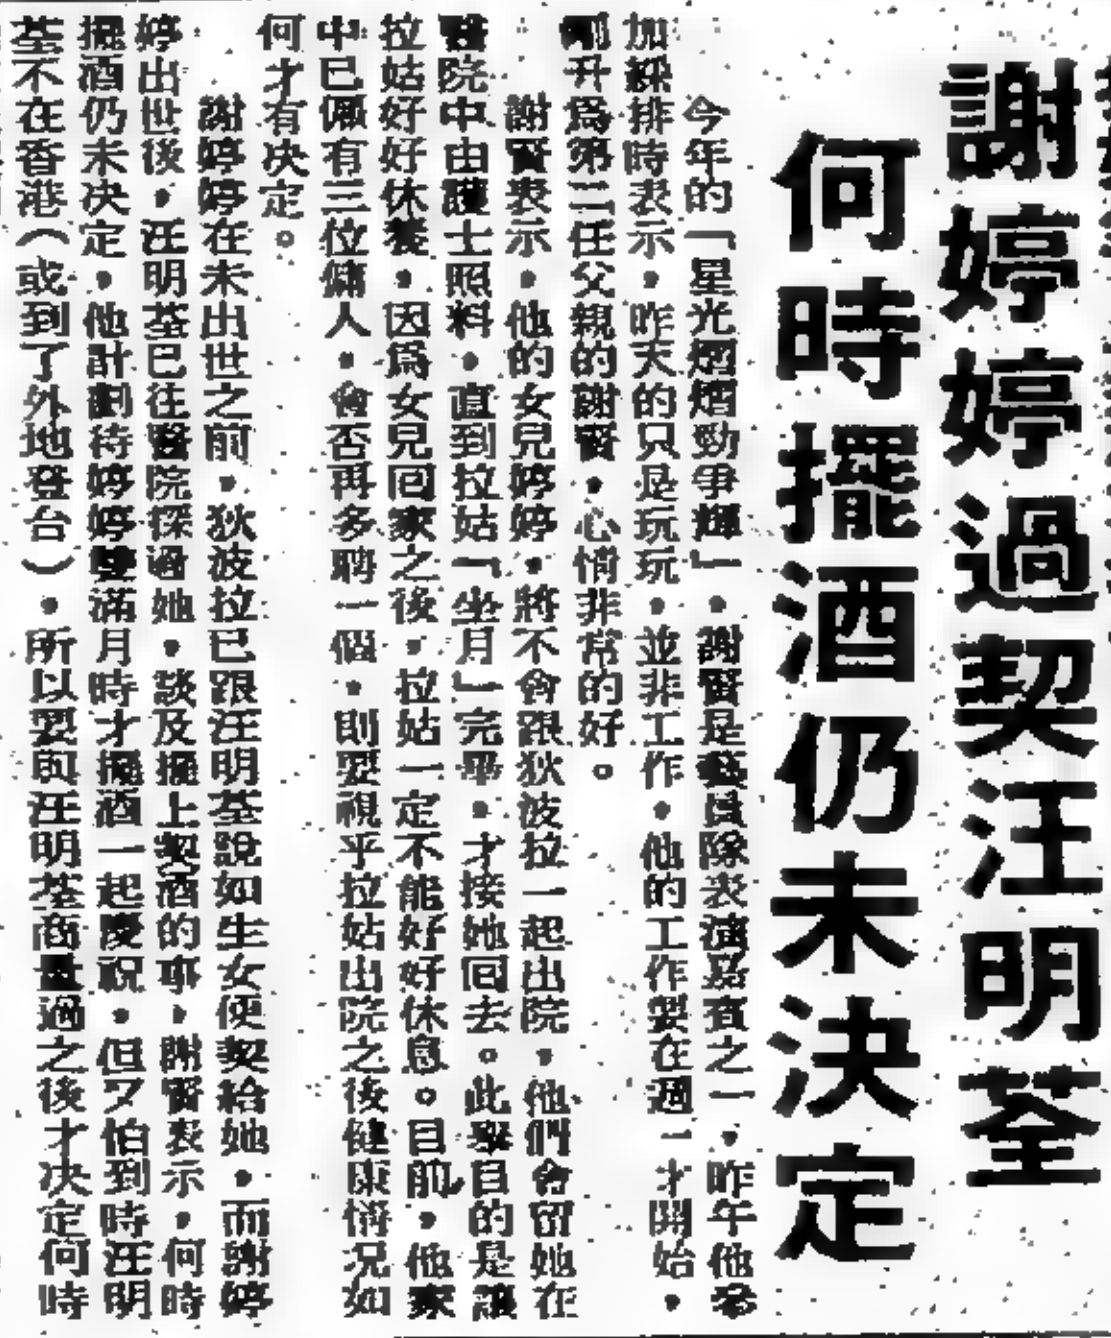 謝婷婷過契汪明荃
何時擺酒仍未決定
今年的「星光熠熠勁爭輝」,謝賢是藝員隊表演嘉賓之一,昨午他參
加綵排時表示,昨天的只是玩玩,並非工作,他的工作要在週一才開始,
剛升爲第二任父親的謝賢,心情非常的好。
謝賢表示,他的女兒婷婷,將不會跟狄波拉一起出院,他們會留她在
醫院中由護士照料,直到拉姑「坐月」完畢,才接她回去。此舉目的是讓
拉姑好好休養,因爲女兒回家之後,拉姑一定不能好好休息。目前,他家
中已僱有三位傭人,會否再多聘一個,則要視乎拉姑出院之後健康情況如
何才有決定。
謝婷婷在未出世之前,狄波拉已跟汪明荃說如生女便契給她,而謝婷
婷出世後,汪明荃已往醫院探過她,談及擺上契酒的事,謝賢表示,何時
擺酒仍未決定,他計劃待婷婷雙滿月時才擺酒一起慶祝,但又怕到時汪明
荃不在香港(或到了外地登台),所以要與汪明荃商量過之後才決定何時